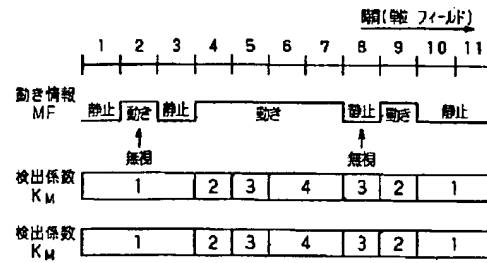 時間(単位 フィールド)
1 2 3 4 5 6 7 8 9 10 11
動き情報 MF 静止 動き 静止 動き 静止 動き 静止
無視 無視
検出係数 KM 1 2 3 4 3 2 1
検出係数 KM 1 2 3 4 3 2 1